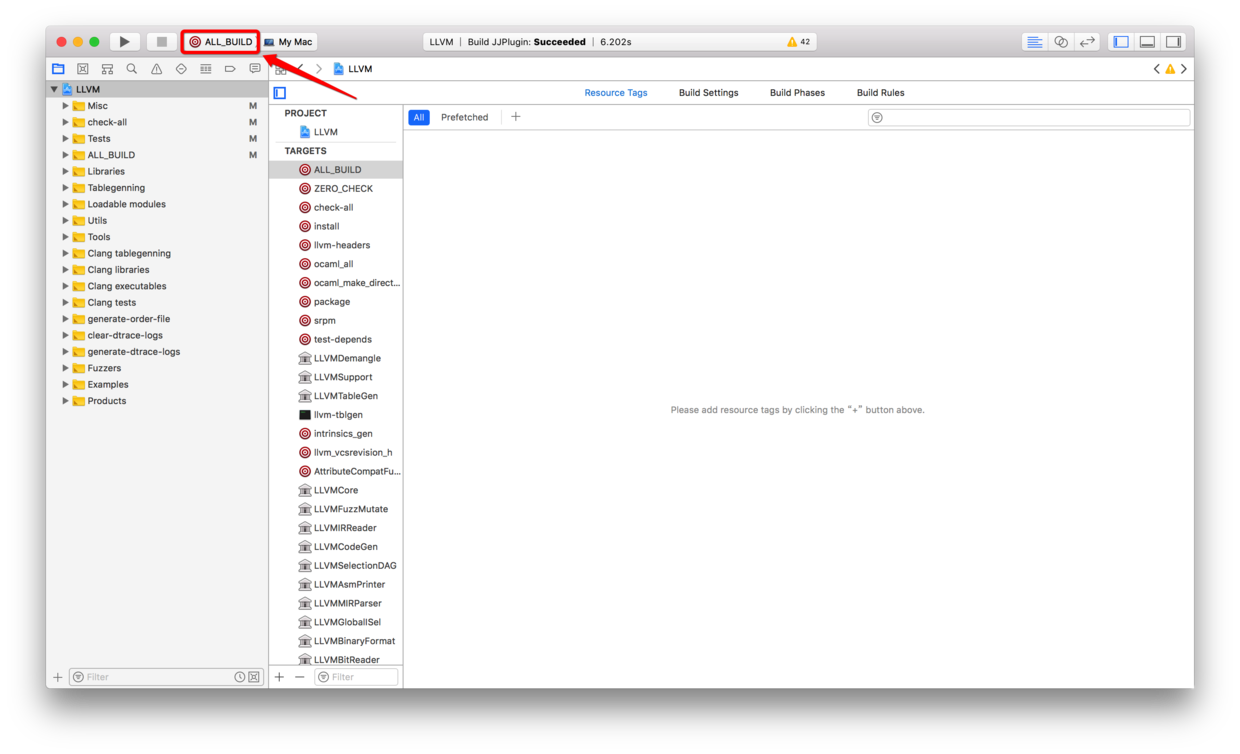 ALL_BUILD
My Mac
LLVM | Build JJPlugin: Succeeded | 6.202s
42
LLVM
LLVM
Misc M
check-all M
Tests M
ALL_BUILD M
Libraries
Tablegenning
Loadable modules
Utils
Tools
Clang tablegenning
Clang libraries
Clang executables
Clang tests
generate-order-file
clear-dtrace-logs
generate-dtrace-logs
Fuzzers
Examples
Products
Filter
Resource Tags
Build Settings
Build Phases
Build Rules
PROJECT
LLVM
TARGETS
ALL_BUILD
ZERO_CHECK
check-all
install
llvm-headers
ocaml_all
ocaml_make_direct...
package
srpm
test-depends
LLVMDemangle
LLVMSupport
LLVMTableGen
llvm-tblgen
intrinsics_gen
llvm_vcsrevision_h
AttributeCompatFu...
LLVMCore
LLVMFuzzMutate
LLVMIRReader
LLVMCodeGen
LLVMSelectionDAG
LLVMAsmPrinter
LLVMMIRParser
LLVMGlobalISel
LLVMBinaryFormat
LLVMBitReader
Filter
All
Prefetched
Please add resource tags by clicking the "+" button above.